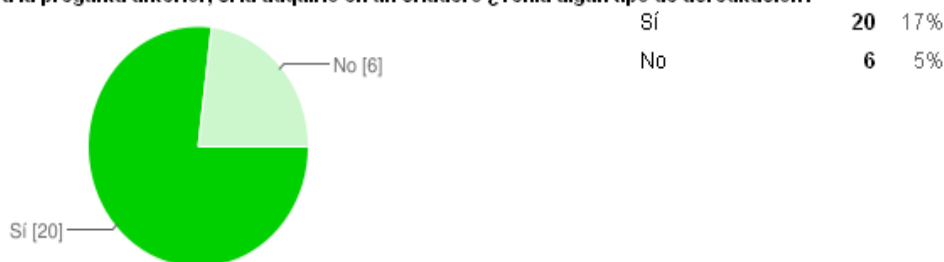 a la pregunta anterior, si la adquirió en un criadero ¿Tenía algún tipo de acreditación?
Sí 20 17%
No 6 5%
No [6]
Sí [20]